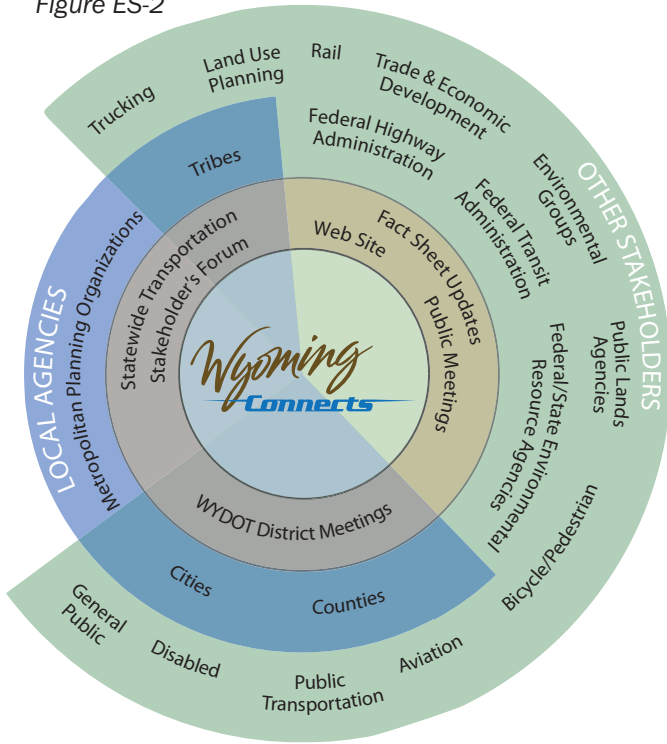 Figure ES-2
Trucking
Land Use
Planning
Rail
Trade & Economic
Development
Federal Highway
Administration
Environmental
Groups
Federal Transit
Administration
OTHER STAKEHOLDERS
Public Lands
Agencies
Federal/State Environmental
Resource Agencies
Bicycle/Pedestrian
Aviation
Public
Transportation
Disabled
General
Public
Tribes
LOCAL AGENCIES
Metropolitan Planning Organizations
Cities
Counties
Statewide Transportation
Stakeholder's Forum
Web Site
Fact Sheet Updates
Public Meetings
WYDOT District Meetings
Wyoming
Connects